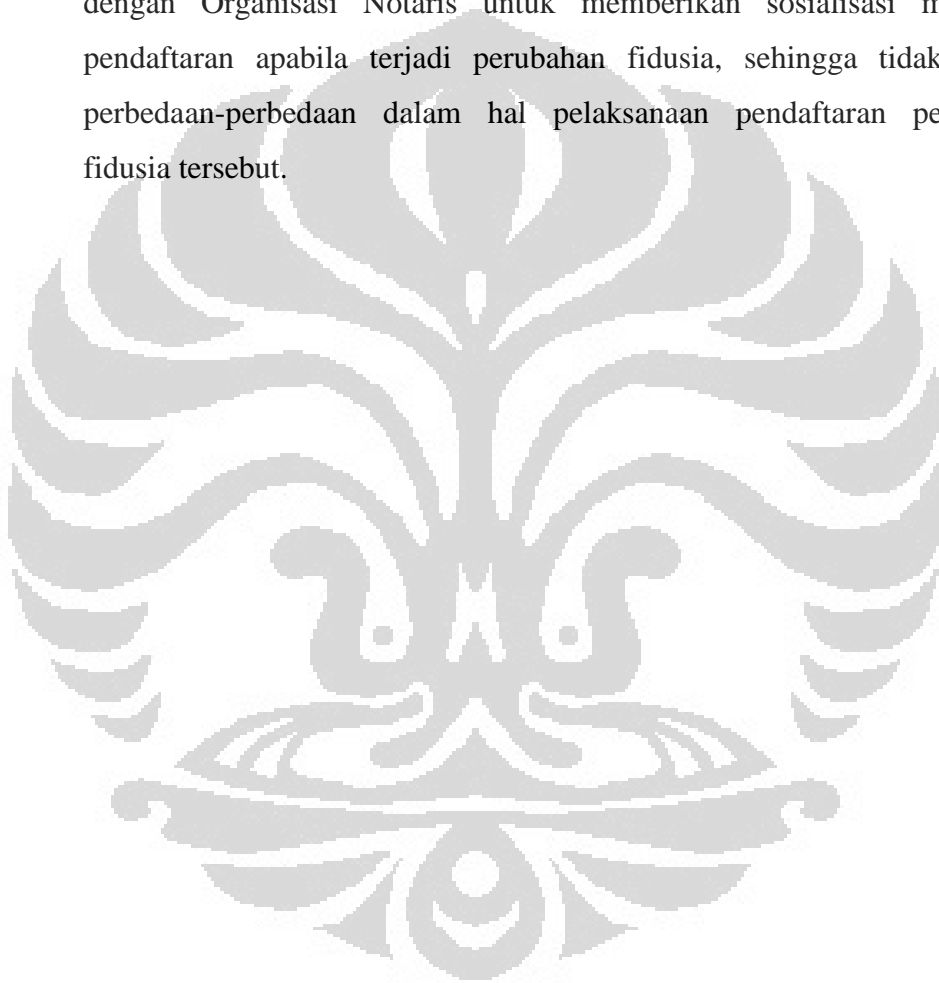 dengan Organisasi Notaris untuk memberikan sosialisasi
pendaftaran apabila terjadi perubahan fidusia, sehingga tidak
perbedaan-perbedaan dalam hal pelaksanaan pendaftaran
fidusia tersebut.